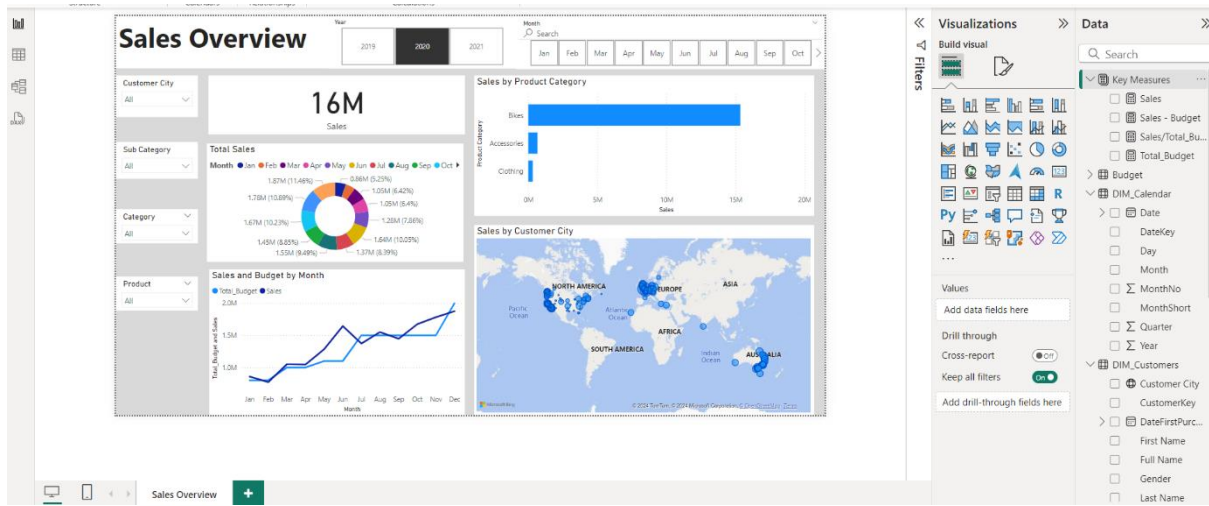 Year
Month
Sales Overview
2019
2020
2021
Search
Jan
Feb
Mar
Apr
May
Jun
Jul
Aug
Sep
Oct
Customer City
All
Sub Category
All
Category
All
Product
All
16M
Sales
Total Sales
Month Jan Feb Mar Apr May Jun Jul Aug Sep Oct
1.87M (11.46%)
0.86M (5.25%)
1.78M (10.89%)
1.05M (6.42%)
1.05M (6.4%)
1.67M (10.23%)
1.28M (7.86%)
1.45M (8.85%)
1.64M (10.03%)
1.55M (9.49%)
1.37M (8.39%)
Sales and Budget by Month
Total_Budget Sales
Total_Budget and Sales
2.0M
1.5M
1.0M
Jan Feb Mar Apr May Jun Jul Aug Sep Oct Nov Dec
Month
Sales by Product Category
Product Category
Bikes
Accessories
Clothing
0M 5M 10M 15M 20M
Sales
Sales by Customer City
NORTH AMERICA
EUROPE
ASIA
Pacific
Ocean
Atlantic
Ocean
AFRICA
SOUTH AMERICA
Indian
Ocean
AUSTRALIA
Sales Overview
Filters
Visualizations
Build visual
Values
Add data fields here
Drill through
Cross-report
Off
Keep all filters
On
Add drill-through fields here
Data
Search
Key Measures
Sales
Sales - Budget
Sales/Total_Bu...
Total_Budget
Budget
DIM_Calendar
Date
DateKey
Day
Month
MonthNo
MonthShort
Quarter
Year
DIM_Customers
Customer City
CustomerKey
DateFirstPurc...
First Name
Full Name
Gender
Last Name